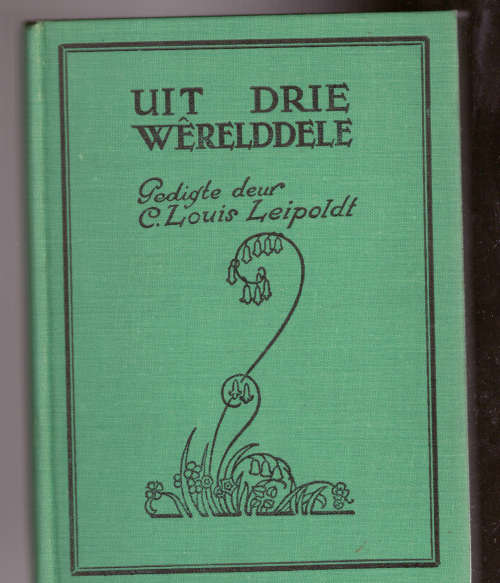 UIT DRIE
WÊRELDDELE
Gedigte deur
C. Louis Leipoldt